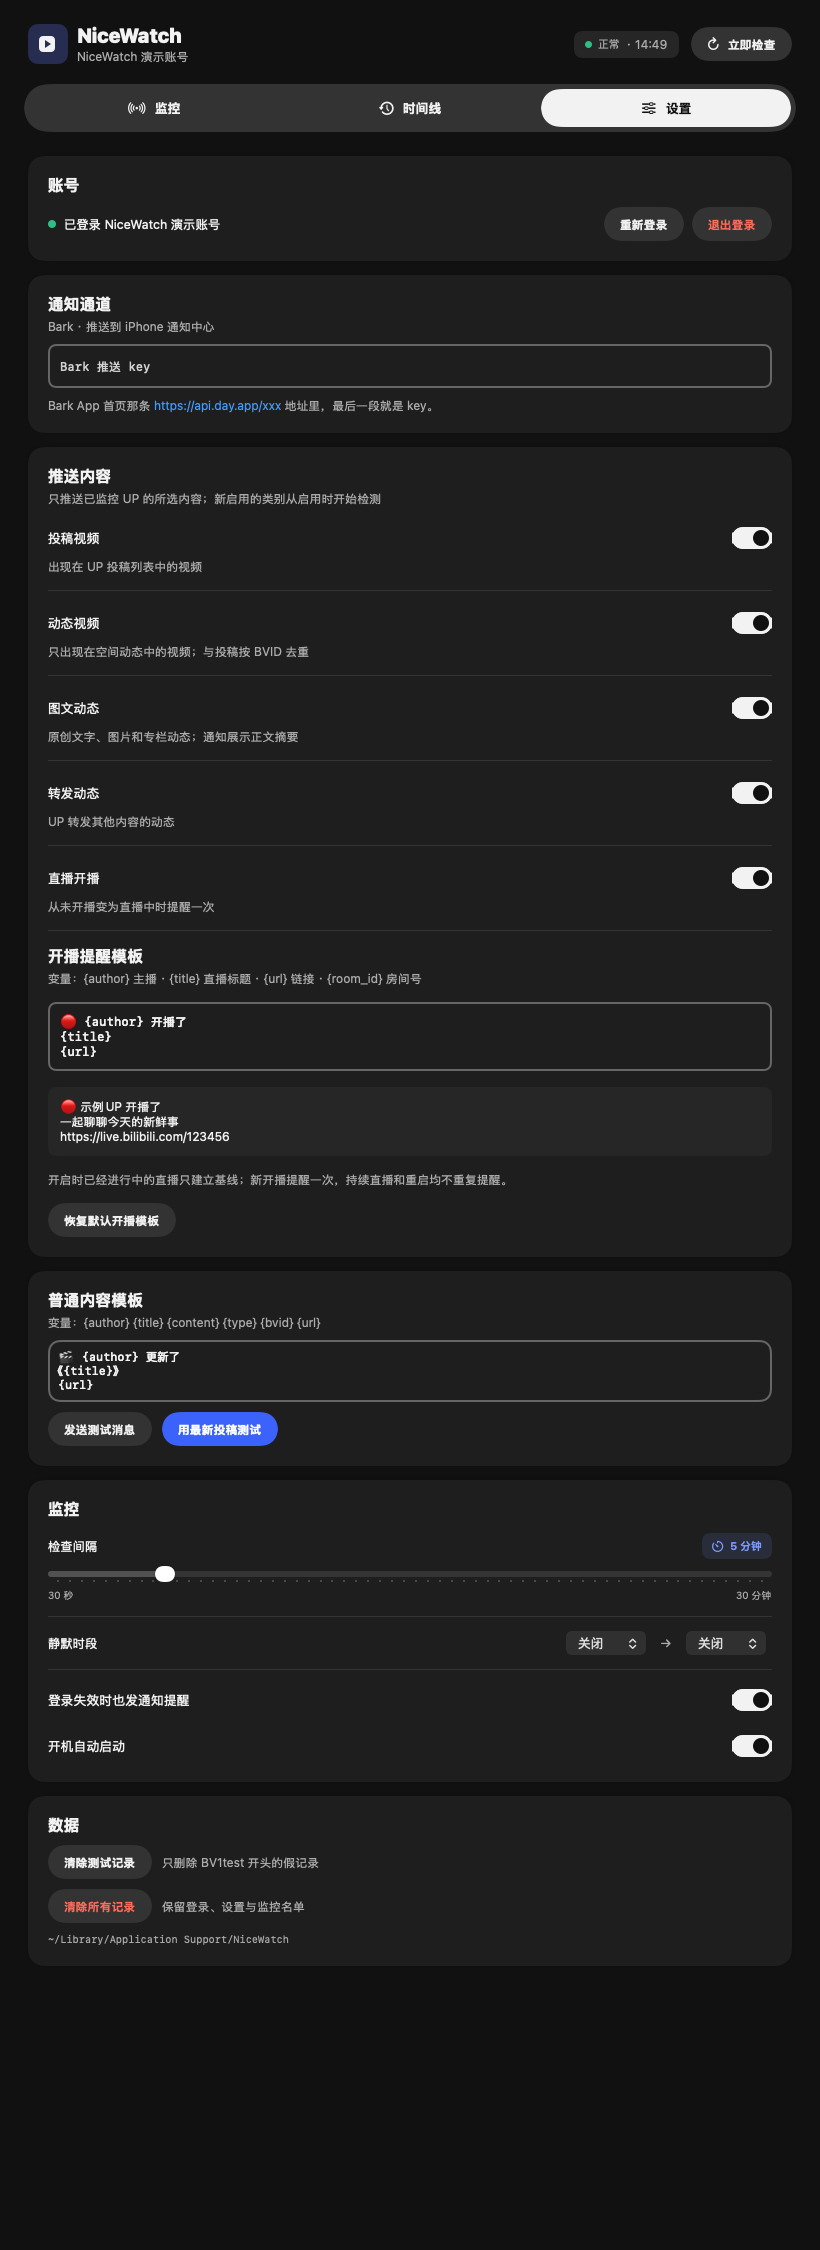 NiceWatch
NiceWatch 演示账号
正常 · 14:49
立即检查
监控
时间线
设置
账号
已登录 NiceWatch 演示账号
重新登录
退出登录
通知通道
Bark · 推送到 iPhone 通知中心
Bark 推送 key
Bark App 首页那条 https://api.day.app/xxx 地址里，最后一段就是 key。
推送内容
只推送已监控 UP 的所选内容；新启用的类别从启用时开始检测
投稿视频
出现在 UP 投稿列表中的视频
动态视频
只出现在空间动态中的视频；与投稿按 BVID 去重
图文动态
原创文字、图片和专栏动态；通知展示正文摘要
转发动态
UP 转发其他内容的动态
直播开播
从未开播变为直播中时提醒一次
开播提醒模板
变量：{author} 主播 · {title} 直播标题 · {url} 链接 · {room_id} 房间号
🔴 {author} 开播了
{title}
{url}
🔴 示例 UP 开播了
一起聊聊今天的新鲜事
https://live.bilibili.com/123456
开启时已经进行中的直播只建立基线；新开播提醒一次，持续直播和重启均不重复提醒。
恢复默认开播模板
普通内容模板
变量：{author} {title} {content} {type} {bvid} {url}
🎬 {author} 更新了
《{title}》
{url}
发送测试消息
用最新投稿测试
监控
检查间隔
5 分钟
30 秒
30 分钟
静默时段
关闭 → 关闭
登录失效时也发通知提醒
开机自动启动
数据
清除测试记录
只删除 BV1test 开头的假记录
清除所有记录
保留登录、设置与监控名单
~/Library/Application Support/NiceWatch